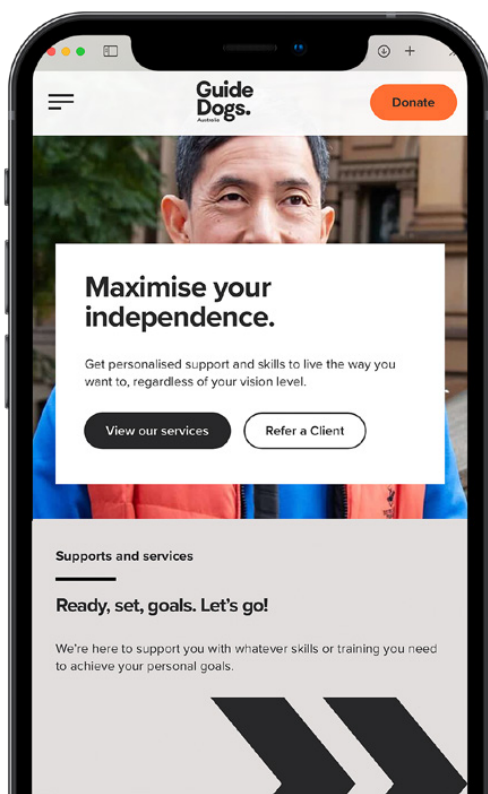 Guide
Dogs.
Australia
Donate
Maximise your
independence.
Get personalised support and skills to live the way you
want to, regardless of your vision level.
View our services
Refer a Client
Supports and services
Ready, set, goals. Let's go!
We're here to support you with whatever skills or training you need
to achieve your personal goals.